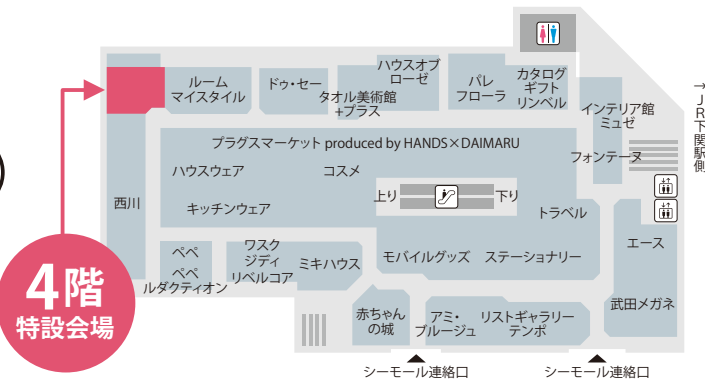 ルーム
マイスタイル
ドゥ・セー
タオル美術館
+プラス
ハウスオブ
ローゼ
パレ
フローラ
カタログ
ギフト
リンベル
インテリア館
ミュゼ
→JR下関駅側
プラグスマーケット produced by HANDS×DAIMARU
フォンテーヌ
ハウスウェア
コスメ
西川
キッチンウェア
上り
下り
トラベル
ペペ
ペペ
ルダクティオン
ワスク
ジディ
リベルコア
ミキハウス
モバイルグッズ
ステーショナリー
エース
4階
特設会場
赤ちゃん
の城
アミ・
ブルージュ
リストギャラリー
テンポ
武田メガネ
シーモール連絡口
シーモール連絡口